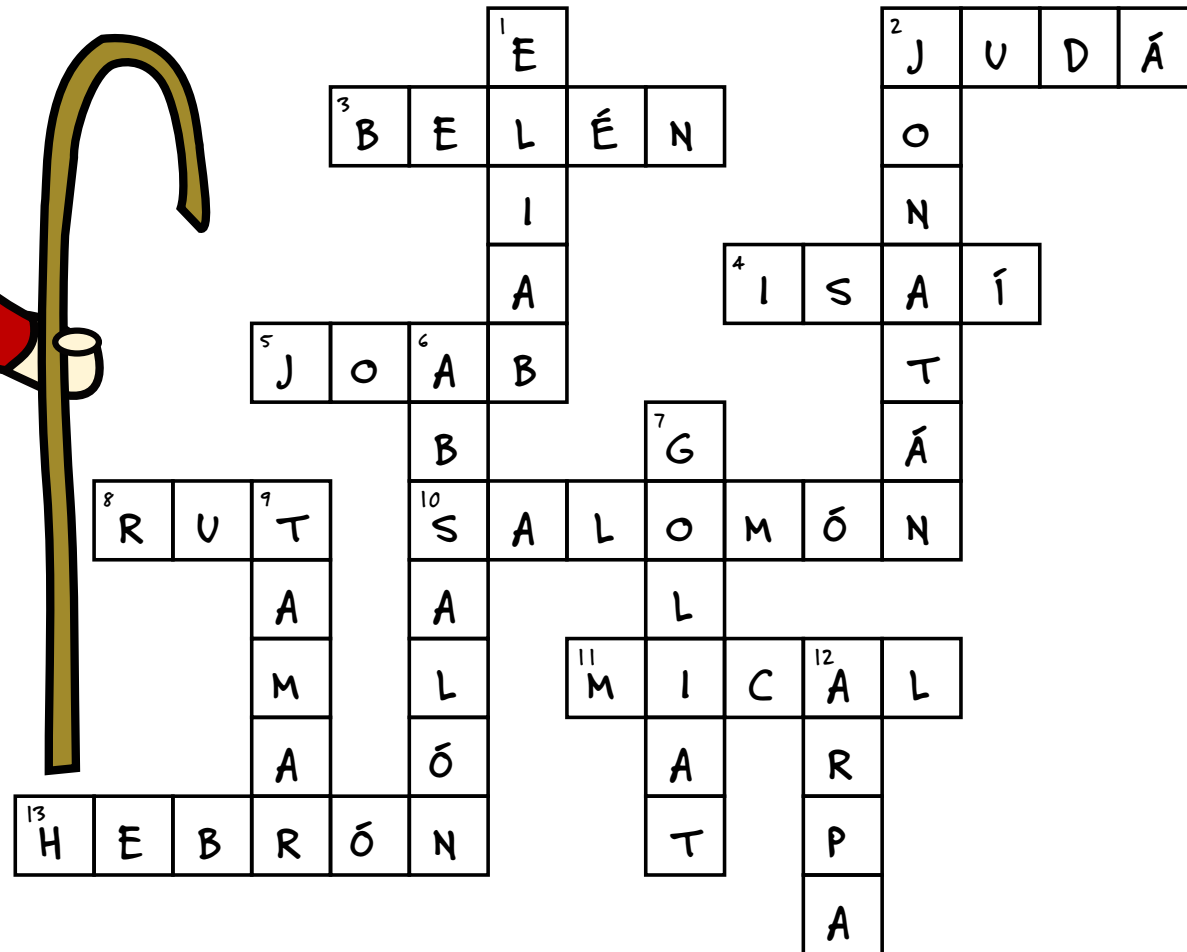 1 E 2 J U D Á
3 B E L É N O
I N
A 4 I S A Í
5 J O 6 A B T
B 7 G Á
8 R U 9 T 10 S A L O M Ó N
A A L
M L 11 M I C 12 A L
A Ó A R
13 H E B R Ó N T P
A